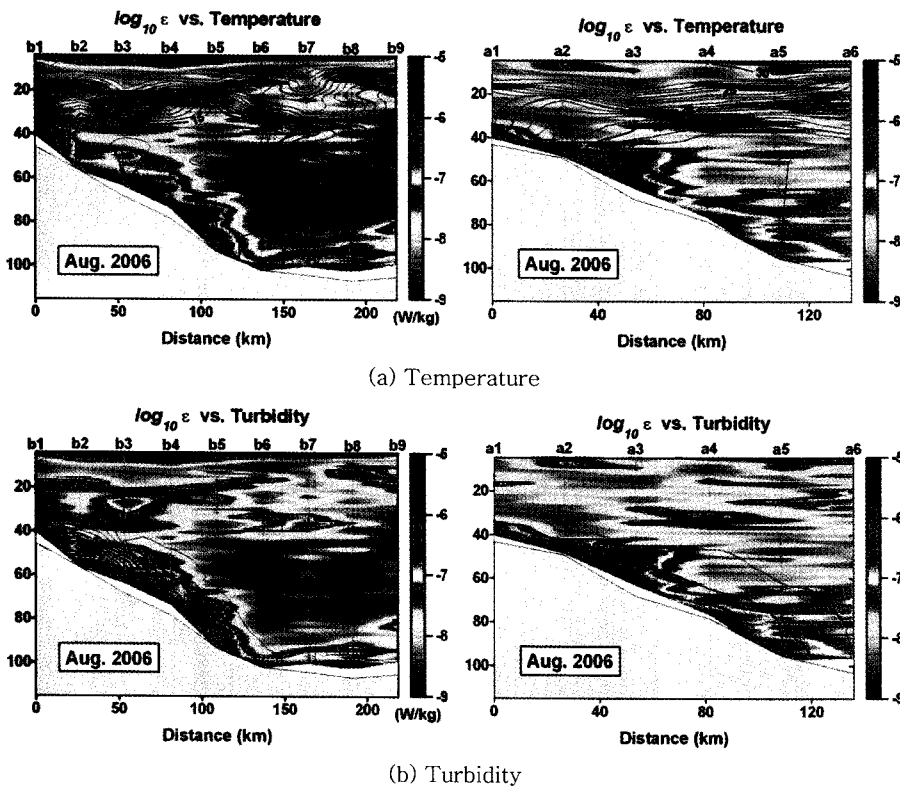 log10 ε vs. Temperature
b1 b2 b3 b4 b5 b6 b7 b8 b9
20
40
60
80
100
Aug. 2006
0 50 100 150 200
Distance (km)
-5
-6
-7
-8
-9
(W/kg)
log10 ε vs. Temperature
a1 a2 a3 a4 a5 a6
20
40
60
80
100
Aug. 2006
0 40 80 120
Distance (km)
-5
-6
-7
-8
-9
(a) Temperature
log10 ε vs. Turbidity
b1 b2 b3 b4 b5 b6 b7 b8 b9
20
40
60
80
100
Aug. 2006
0 50 100 150 200
Distance (km)
-5
-6
-7
-8
-9
(W/kg)
log10 ε vs. Turbidity
a1 a2 a3 a4 a5 a6
20
40
60
80
100
Aug. 2006
0 40 80 120
Distance (km)
-5
-6
-7
-8
-9
(b) Turbidity